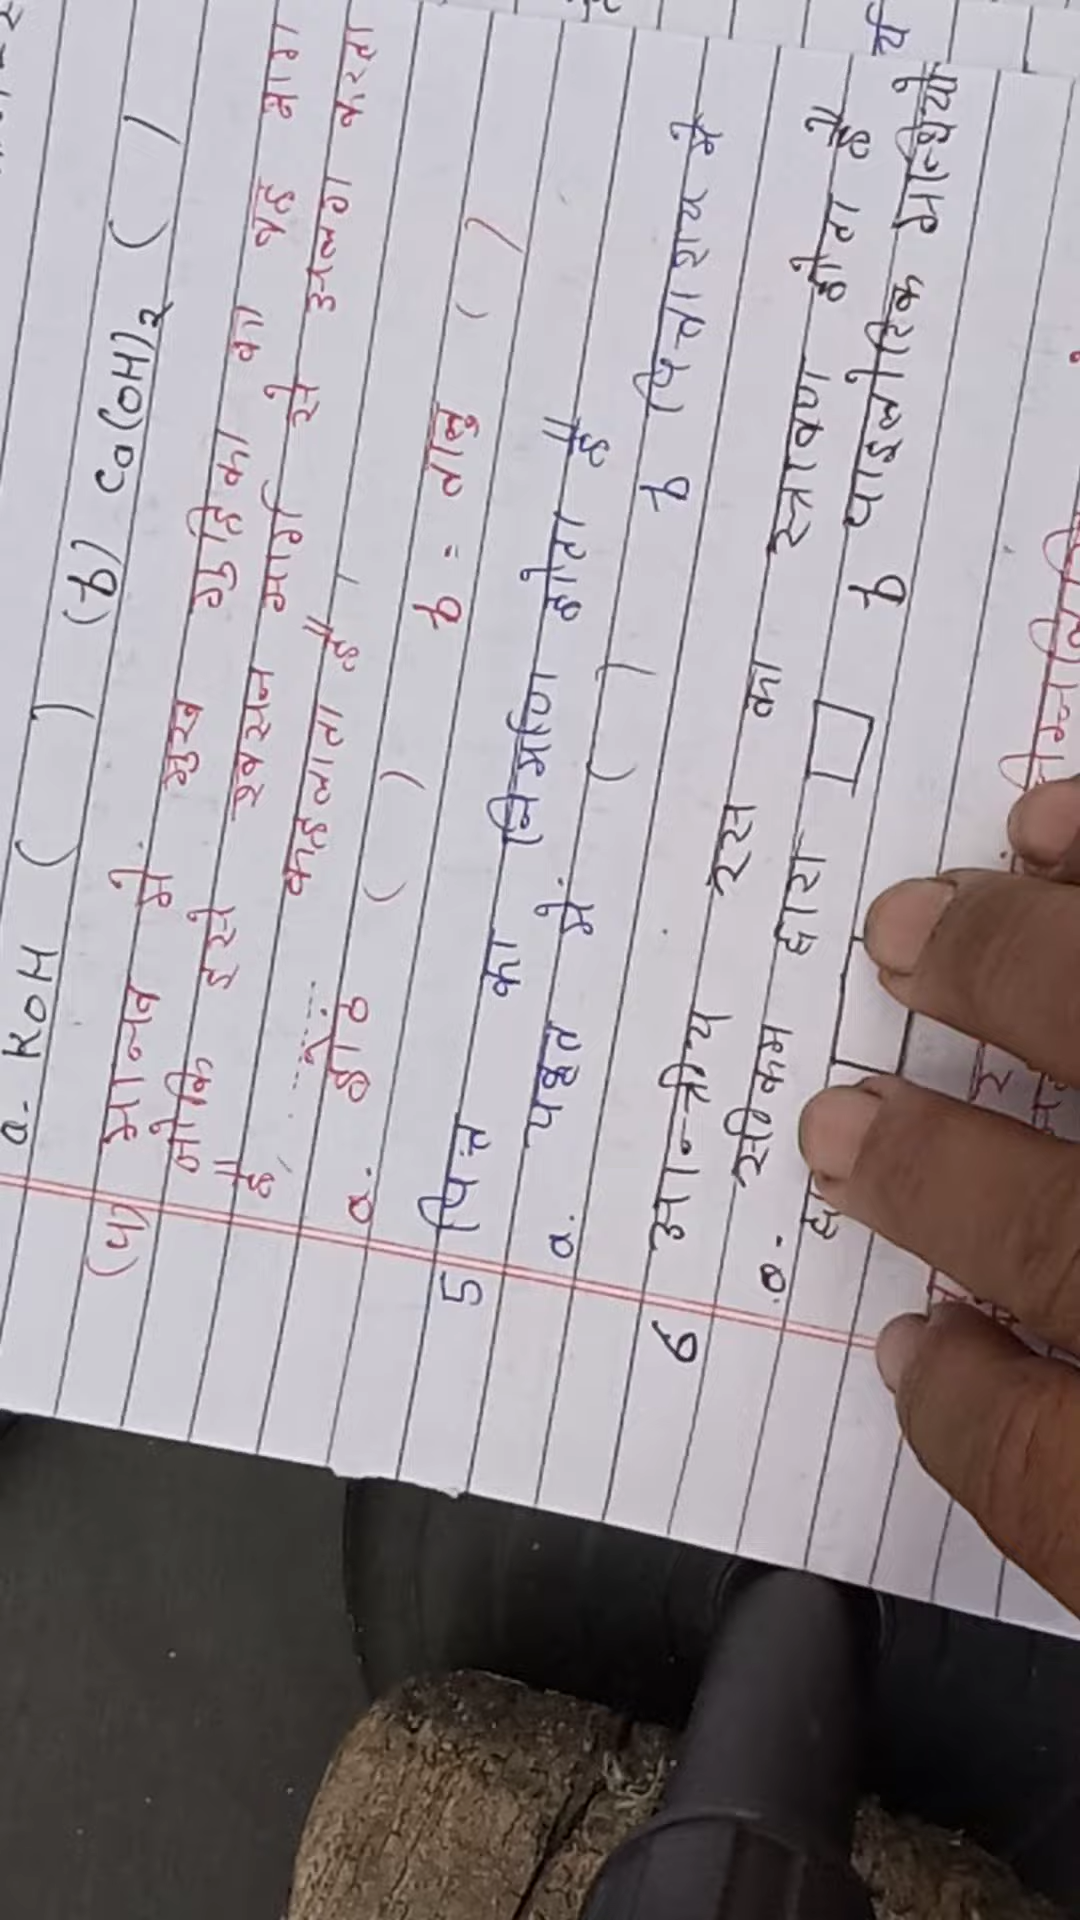 a. KOH (    ) (b) Ca(OH)2 (    )
(4) मानव में मुख गुहिका का वह भाग
जोकि इसे श्वसन मार्ग से अलग करता
है, कहलाता है।
a. होठ (    ) b = तालु (    )
5 पित्त का निर्माण होता है
a. यकृत में (    ) b पित्ताशय में
6 आन्त्रीय रस का स्त्रावण होता है
a. सीकम द्वारा b पाइलोरिक ग्रन्थियो